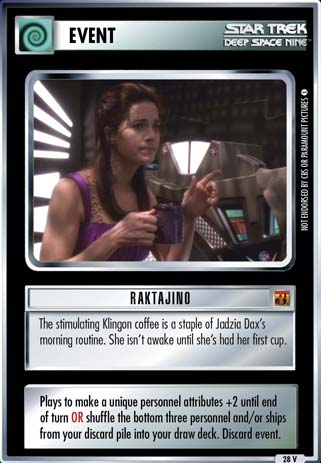 EVENT
STAR TREK
DEEP SPACE NINE
NOT ENDORSED BY CBS OR PARAMOUNT PICTURES
RAKTAJINO
The stimulating Klingon coffee is a staple of Jadzia Dax's
morning routine. She isn't awake until she's had her first cup.
Plays to make a unique personnel attributes +2 until end
of turn OR shuffle the bottom three personnel and/or ships
from your discard pile into your draw deck. Discard event.
28 V